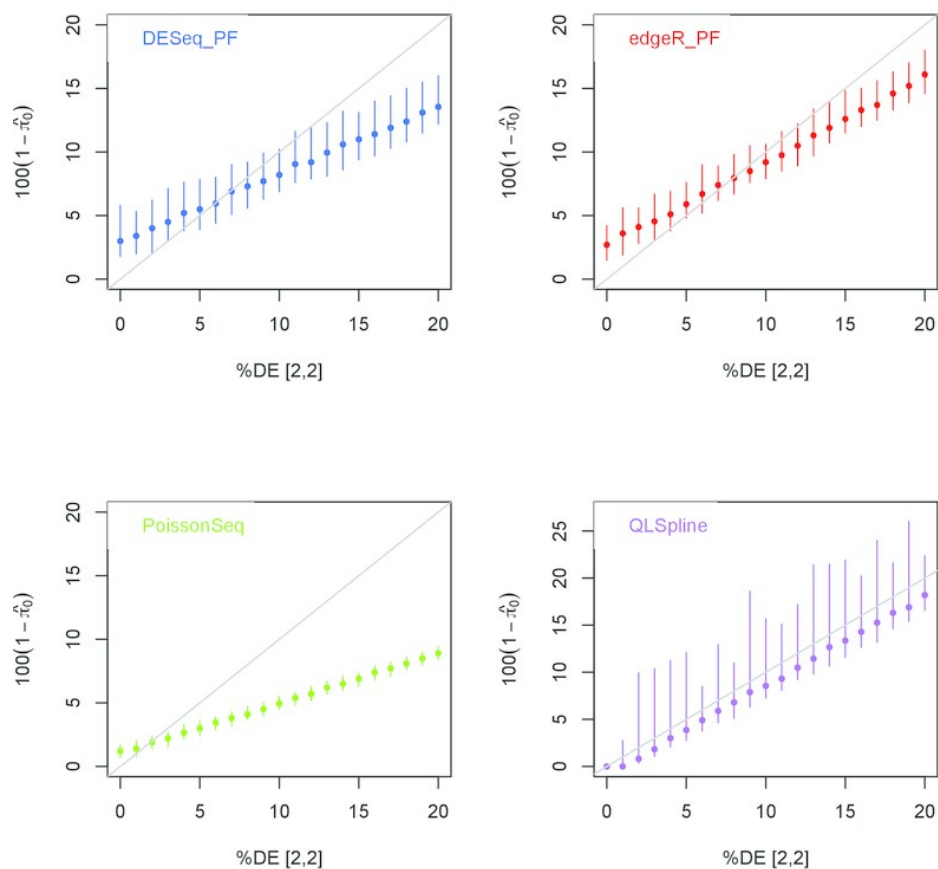 DESeq_PF
100(1 − π̂₀)
20
15
10
5
0
0 5 10 15 20
%DE [2,2]
edgeR_PF
100(1 − π̂₀)
20
15
10
5
0
0 5 10 15 20
%DE [2,2]
PoissonSeq
100(1 − π̂₀)
20
15
10
5
0
0 5 10 15 20
%DE [2,2]
QLSpline
100(1 − π̂₀)
25
20
15
10
5
0
0 5 10 15 20
%DE [2,2]